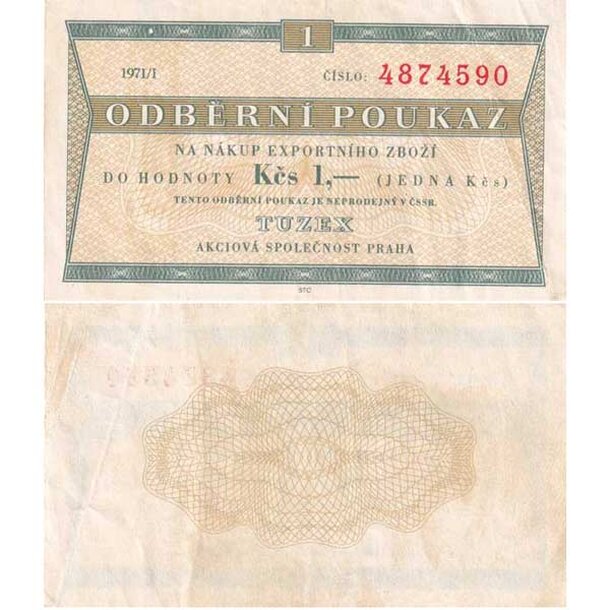 1
1971/I ČÍSLO: 4874590
ODBĚRNÍ POUKAZ
NA NÁKUP EXPORTNÍHO ZBOŽÍ
DO HODNOTY Kčs 1,— (JEDNA Kčs)
TENTO ODBĚRNÍ POUKAZ JE NEPRODEJNÝ V ČSSR.
TUZEX
AKCIOVÁ SPOLEČNOST PRAHA
STC